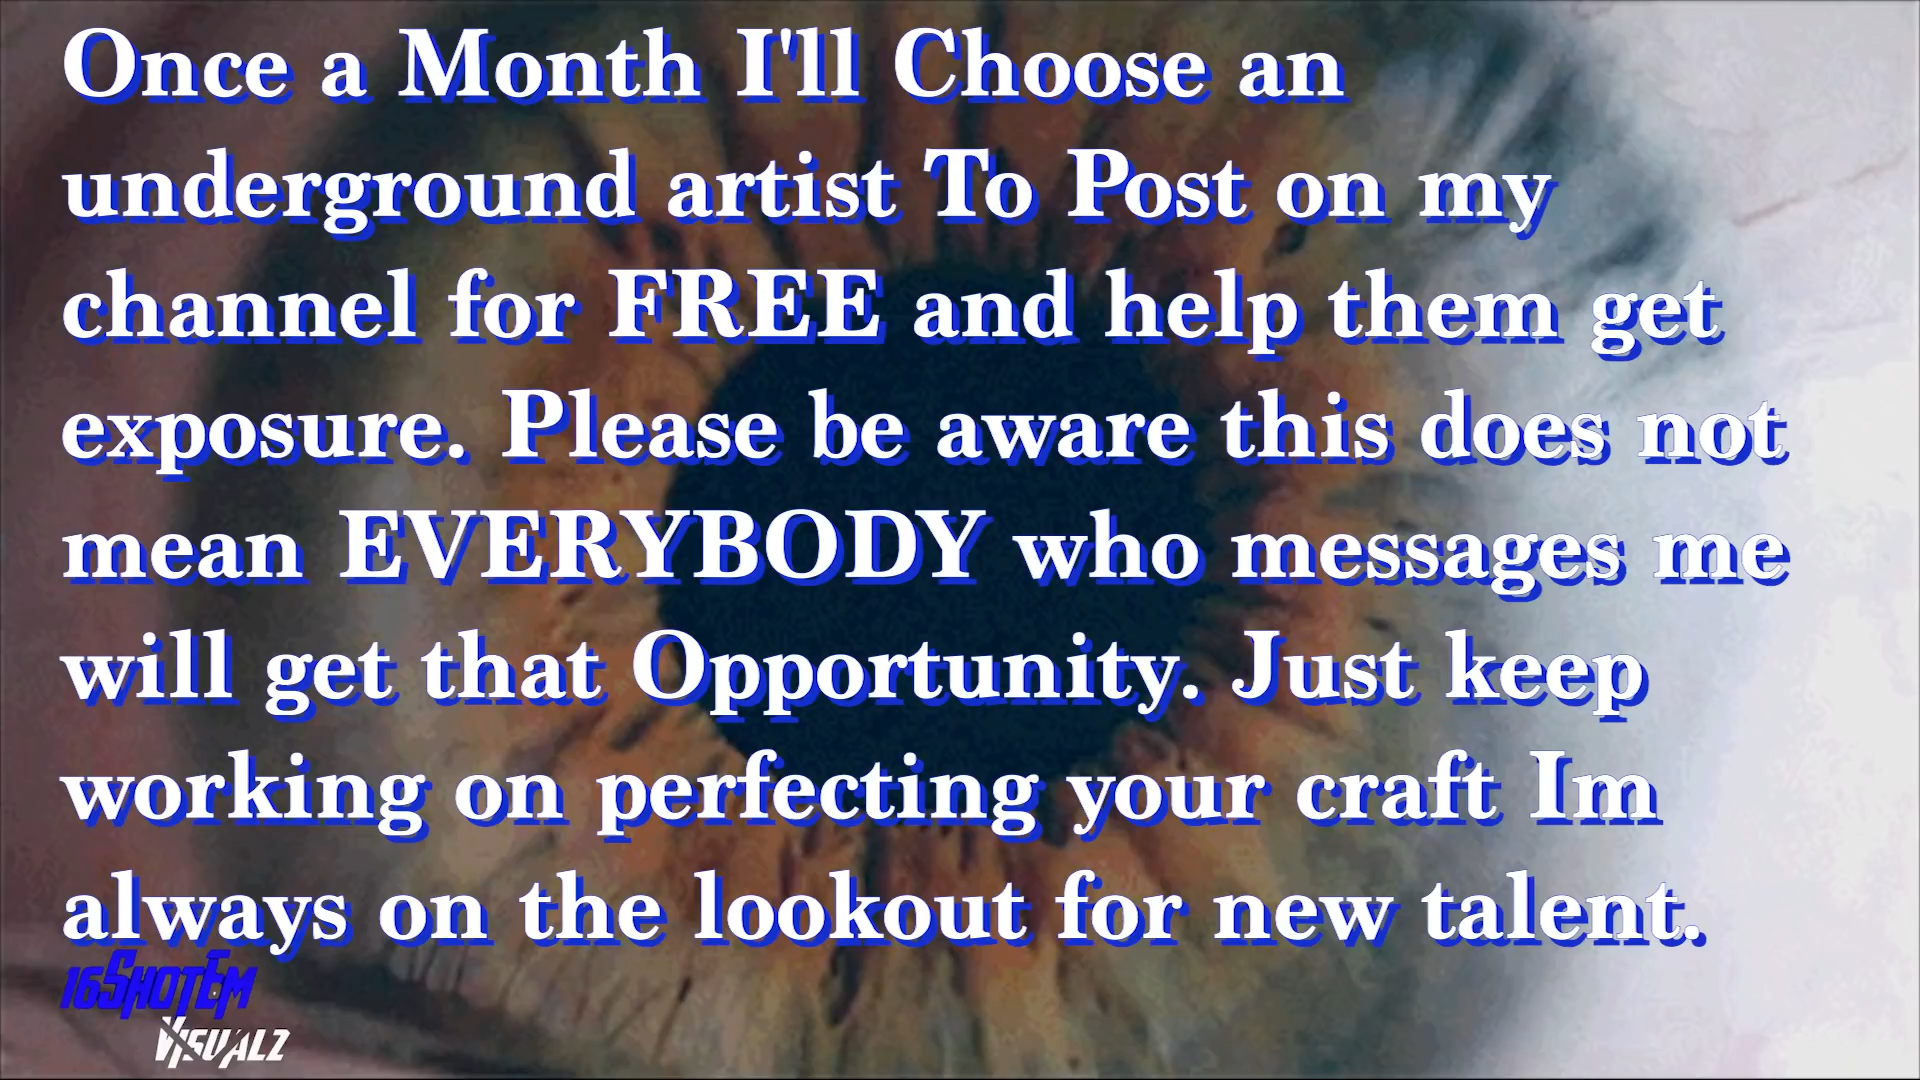 Once a Month I'll Choose an
underground artist To Post on my
channel for FREE and help them get
exposure. Please be aware this does not
mean EVERYBODY who messages me
will get that Opportunity. Just keep
working on perfecting your craft Im
always on the lookout for new talent.
16ShotEm
Visualz